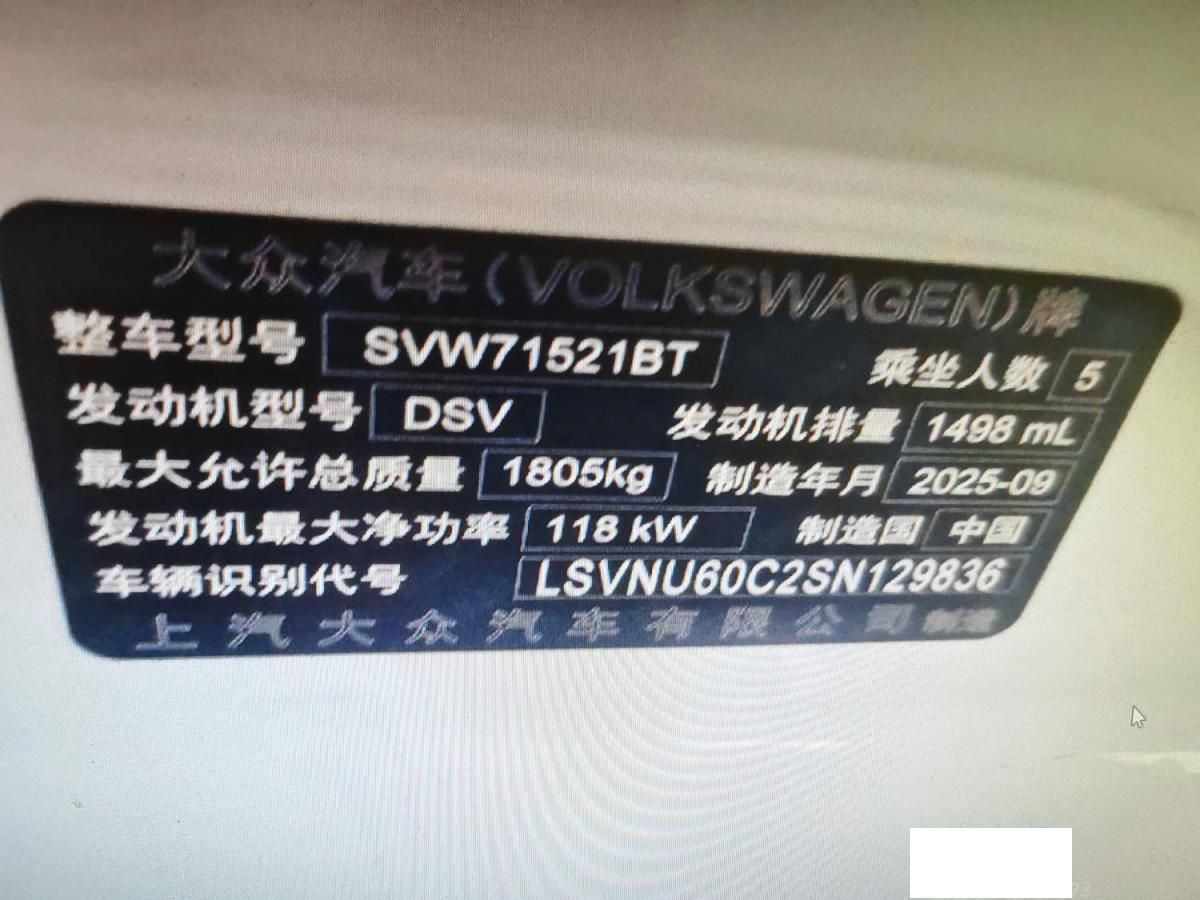 大众汽车(VOLKSWAGEN)牌
整车型号 SVW71521BT 乘坐人数 5
发动机型号 DSV 发动机排量 1498 mL
最大允许总质量 1805kg 制造年月 2025-09
发动机最大净功率 118 kW 制造国 中国
车辆识别代号 LSVNU60C2SN129836
上汽大众汽车有限公司 制造